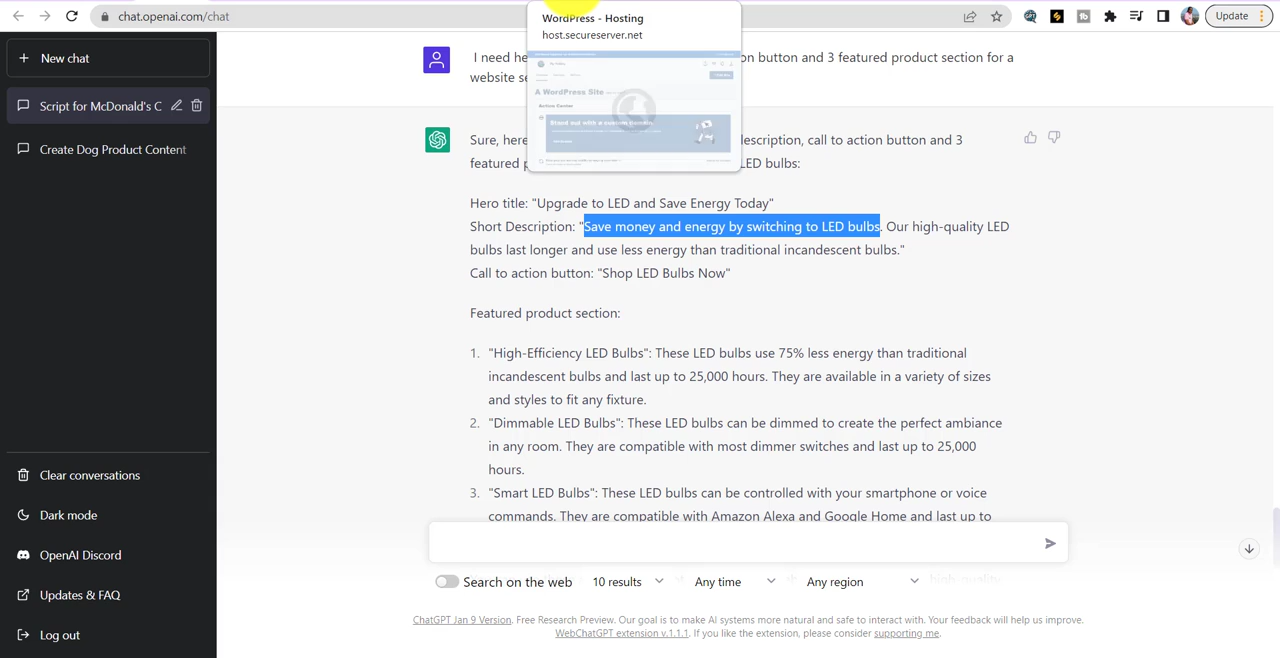 chat.openai.com/chat
Update
WordPress - Hosting
host.secureserver.net
A WordPress Site
Action Center
Stand out with a custom domain
New chat
Script for McDonald's C
Create Dog Product Content
Clear conversations
Dark mode
OpenAI Discord
Updates & FAQ
Log out
I need he
on button and 3 featured product section for a
website se
Sure, here
escription, call to action button and 3
featured p
LED bulbs:
Hero title: "Upgrade to LED and Save Energy Today"
Short Description: "Save money and energy by switching to LED bulbs. Our high-quality LED
bulbs last longer and use less energy than traditional incandescent bulbs."
Call to action button: "Shop LED Bulbs Now"
Featured product section:
1. "High-Efficiency LED Bulbs": These LED bulbs use 75% less energy than traditional
incandescent bulbs and last up to 25,000 hours. They are available in a variety of sizes
and styles to fit any fixture.
2. "Dimmable LED Bulbs": These LED bulbs can be dimmed to create the perfect ambiance
in any room. They are compatible with most dimmer switches and last up to 25,000
hours.
3. "Smart LED Bulbs": These LED bulbs can be controlled with your smartphone or voice
commands. They are compatible with Amazon Alexa and Google Home and last up to
Search on the web
10 results
Any time
Any region
high-quality-
ChatGPT Jan 9 Version. Free Research Preview. Our goal is to make AI systems more natural and safe to interact with. Your feedback will help us improve.
WebChatGPT extension v.1.1.1. If you like the extension, please consider supporting me.